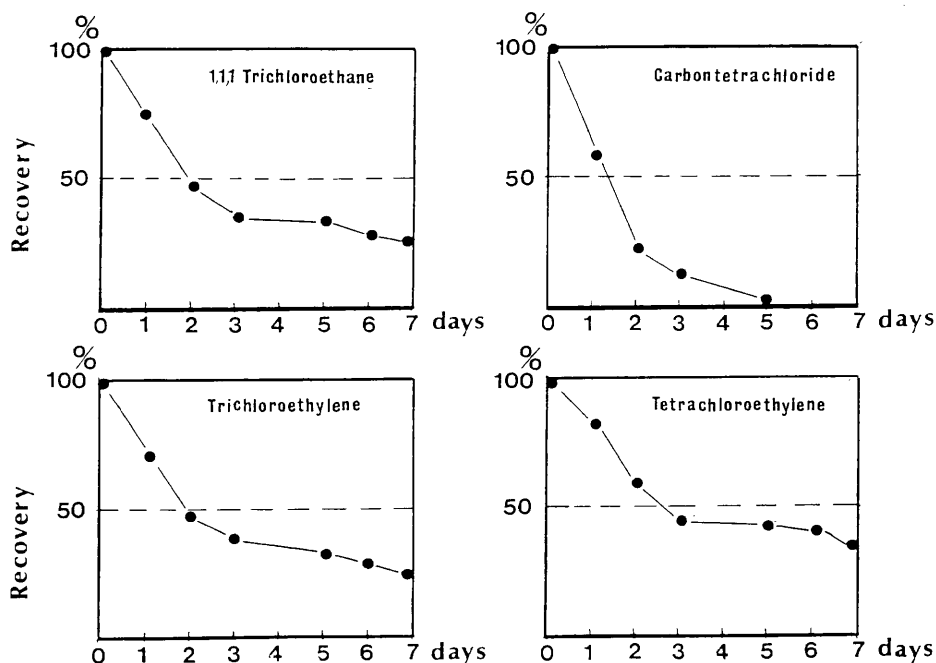 %
100
1,1,1 Trichloroethane
50
Recovery
0 1 2 3 4 5 6 7 days
%
100
Carbontetrachloride
50
0 1 2 3 4 5 6 7 days
%
100
Trichloroethylene
50
Recovery
0 1 2 3 4 5 6 7 days
%
100
Tetrachloroethylene
50
0 1 2 3 4 5 6 7 days